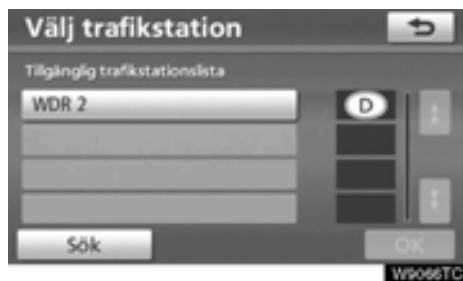 Välj trafikstation
Tillgänglig trafikstationslista
WDR 2 D
Sök OK
W9066TC